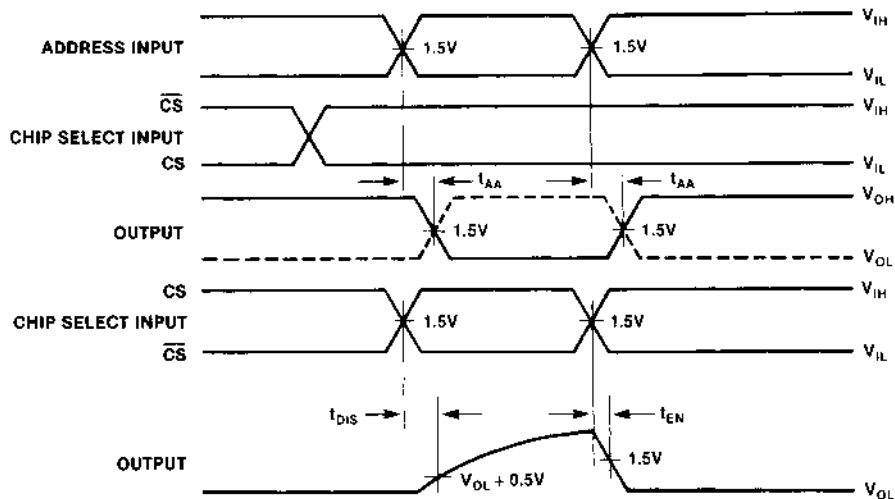 V_IH
ADDRESS INPUT 1.5V 1.5V
V_IL
C̅S̅ V_IH
CHIP SELECT INPUT
CS V_IL
t_AA t_AA
V_OH
OUTPUT 1.5V 1.5V
V_OL
CS V_IH
CHIP SELECT INPUT 1.5V 1.5V
C̅S̅ V_IL
t_DIS t_EN
OUTPUT 1.5V
V_OL + 0.5V
V_OL